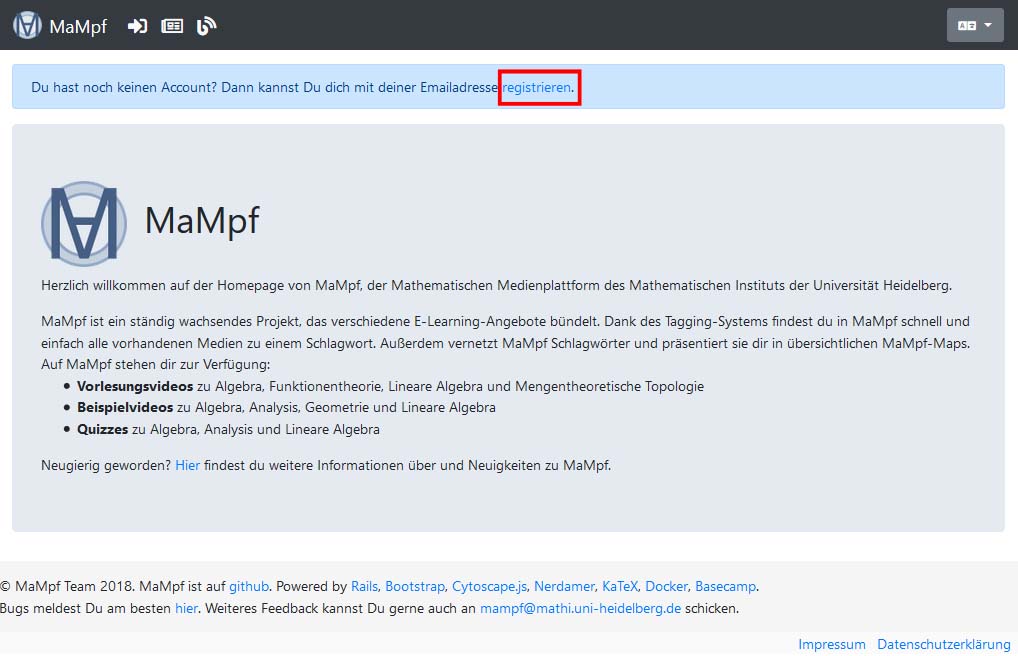 MaMpf
Du hast noch keinen Account? Dann kannst Du dich mit deiner Emailadresse registrieren.
MaMpf
Herzlich willkommen auf der Homepage von MaMpf, der Mathematischen Medienplattform des Mathematischen Instituts der Universität Heidelberg.
MaMpf ist ein ständig wachsendes Projekt, das verschiedene E-Learning-Angebote bündelt. Dank des Tagging-Systems findest du in MaMpf schnell und
einfach alle vorhandenen Medien zu einem Schlagwort. Außerdem vernetzt MaMpf Schlagwörter und präsentiert sie dir in übersichtlichen MaMpf-Maps.
Auf MaMpf stehen dir zur Verfügung:
• Vorlesungsvideos zu Algebra, Funktionentheorie, Lineare Algebra und Mengentheoretische Topologie
• Beispielvideos zu Algebra, Analysis, Geometrie und Lineare Algebra
• Quizzes zu Algebra, Analysis und Lineare Algebra
Neugierig geworden? Hier findest du weitere Informationen über und Neuigkeiten zu MaMpf.
© MaMpf Team 2018. MaMpf ist auf github. Powered by Rails, Bootstrap, Cytoscape.js, Nerdamer, KaTeX, Docker, Basecamp.
Bugs meldest Du am besten hier. Weiteres Feedback kannst Du gerne auch an mampf@mathi.uni-heidelberg.de schicken.
Impressum Datenschutzerklärung